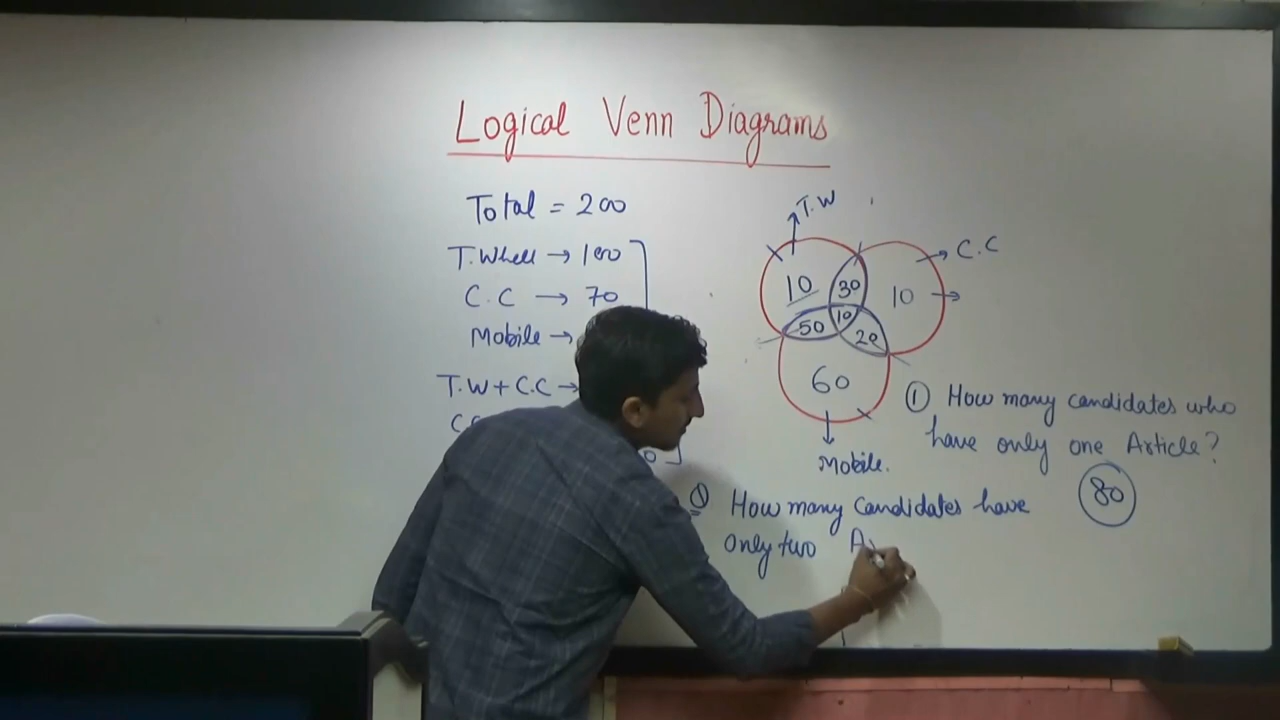 Logical Venn Diagrams
Total = 200
T.Wheel → 100
C.C → 70
Mobile →
T.W + C.C →
T.W
C.C
10
30
10
50
10
20
60
Mobile.
① How many candidates who
have only one Article?
80
How many candidates have
only two